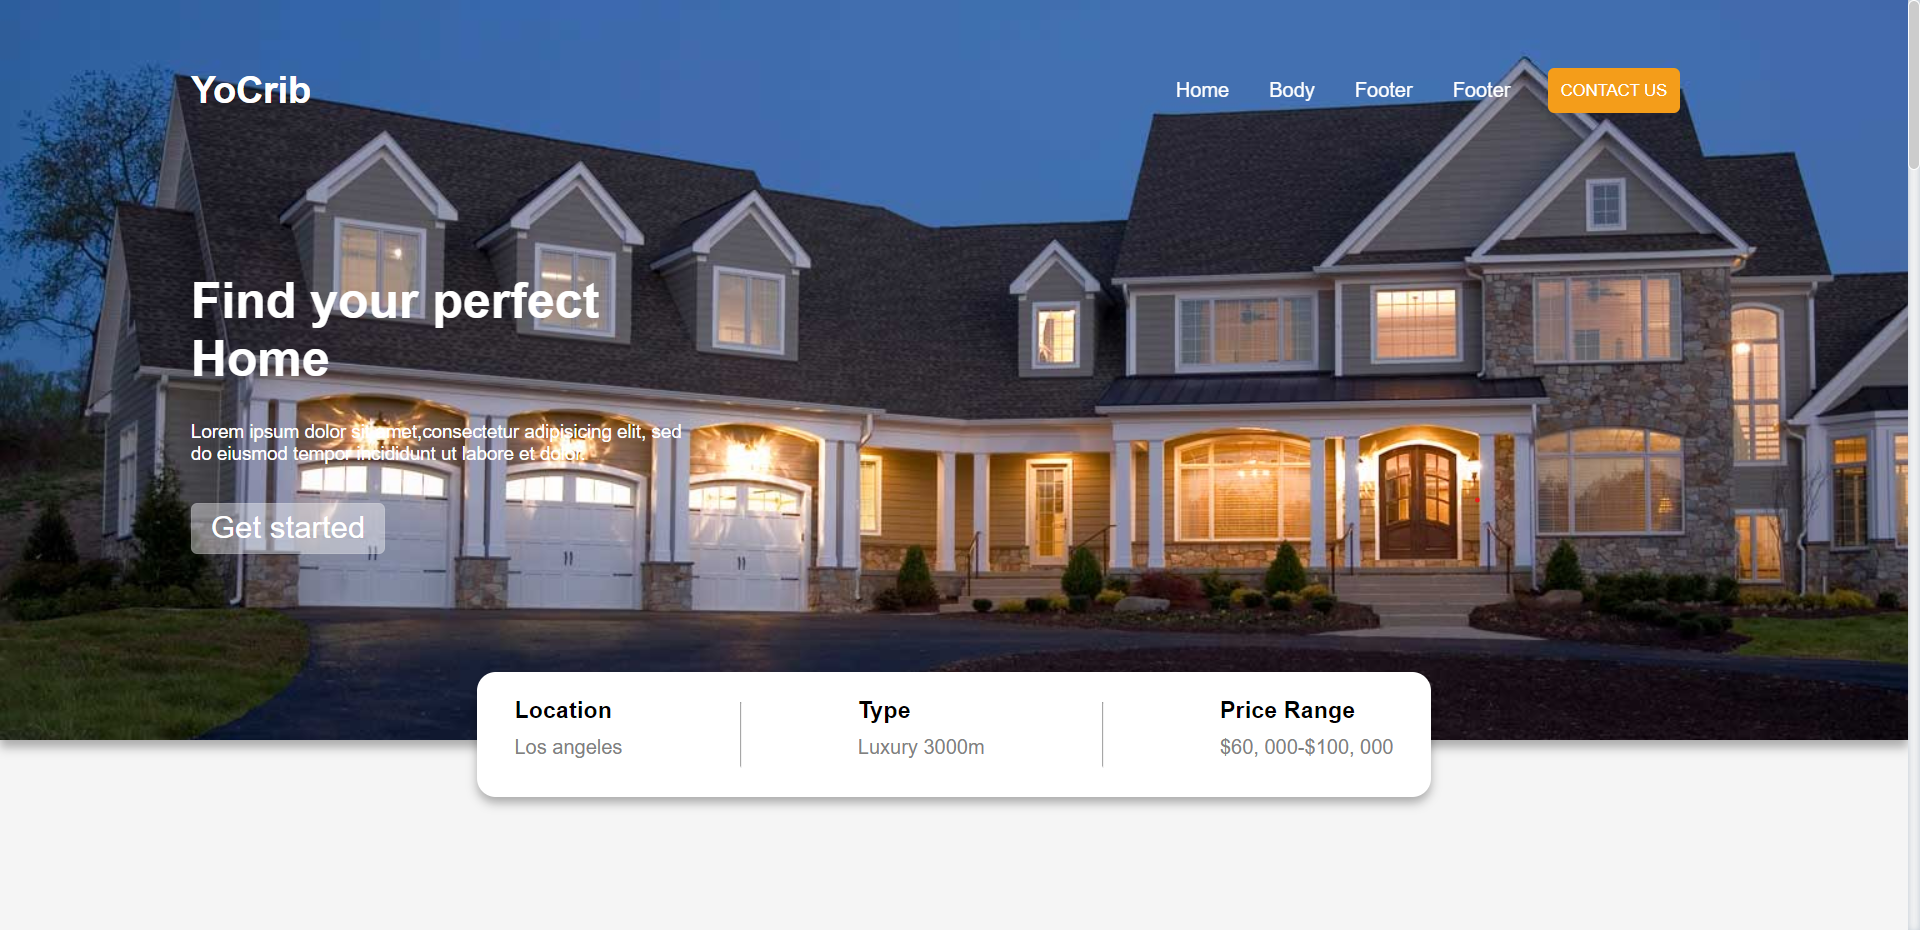 YoCrib
Home Body Footer Footer CONTACT US
Find your perfect
Home
Lorem ipsum dolor sit amet,consectetur adipisicing elit, sed
do eiusmod tempor incididunt ut labore et dolor.
Get started
Location Type Price Range
Los angeles Luxury 3000m $60, 000-$100, 000